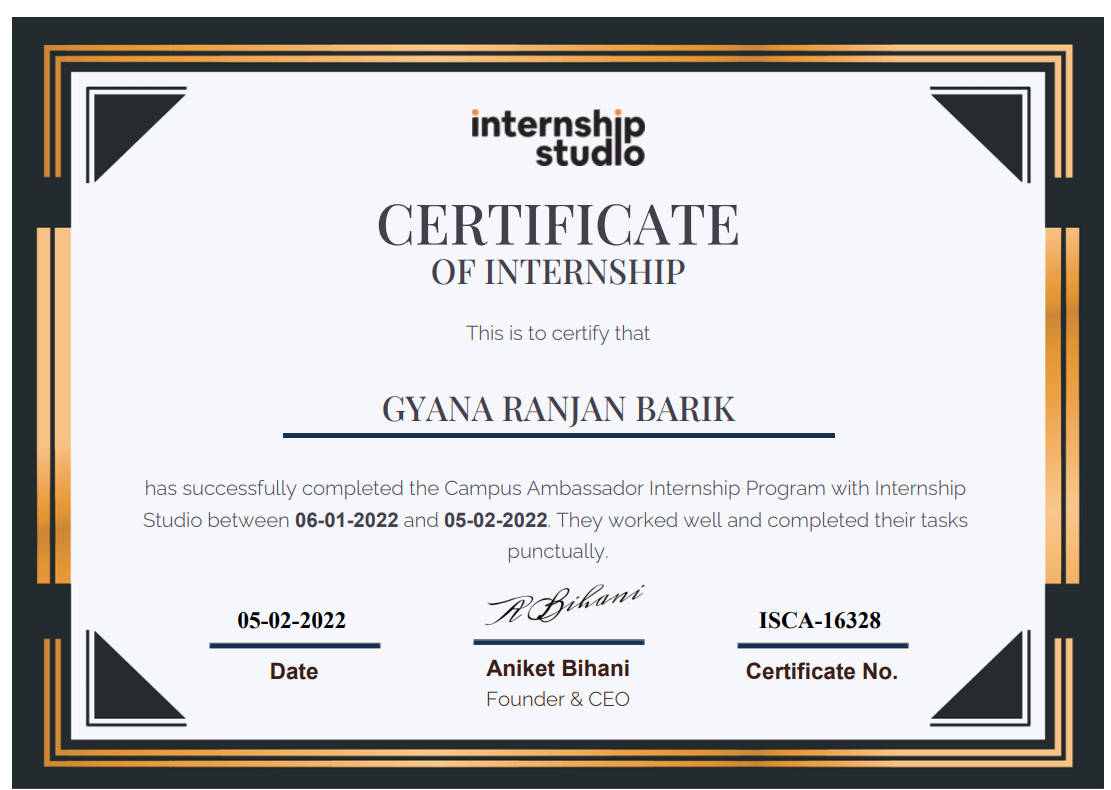 internship
studio
CERTIFICATE
OF INTERNSHIP
This is to certify that
GYANA RANJAN BARIK
has successfully completed the Campus Ambassador Internship Program with Internship
Studio between 06-01-2022 and 05-02-2022. They worked well and completed their tasks
punctually.
A Bihani
05-02-2022 ISCA-16328
Date Aniket Bihani Certificate No.
Founder & CEO